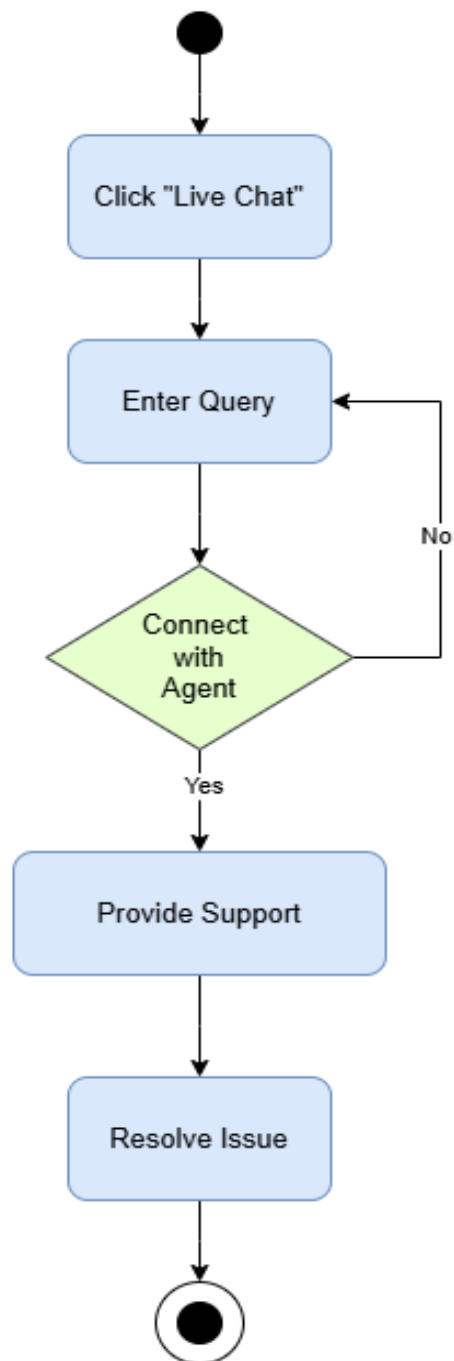 Click "Live Chat"
Enter Query
No
Connect
with
Agent
Yes
Provide Support
Resolve Issue